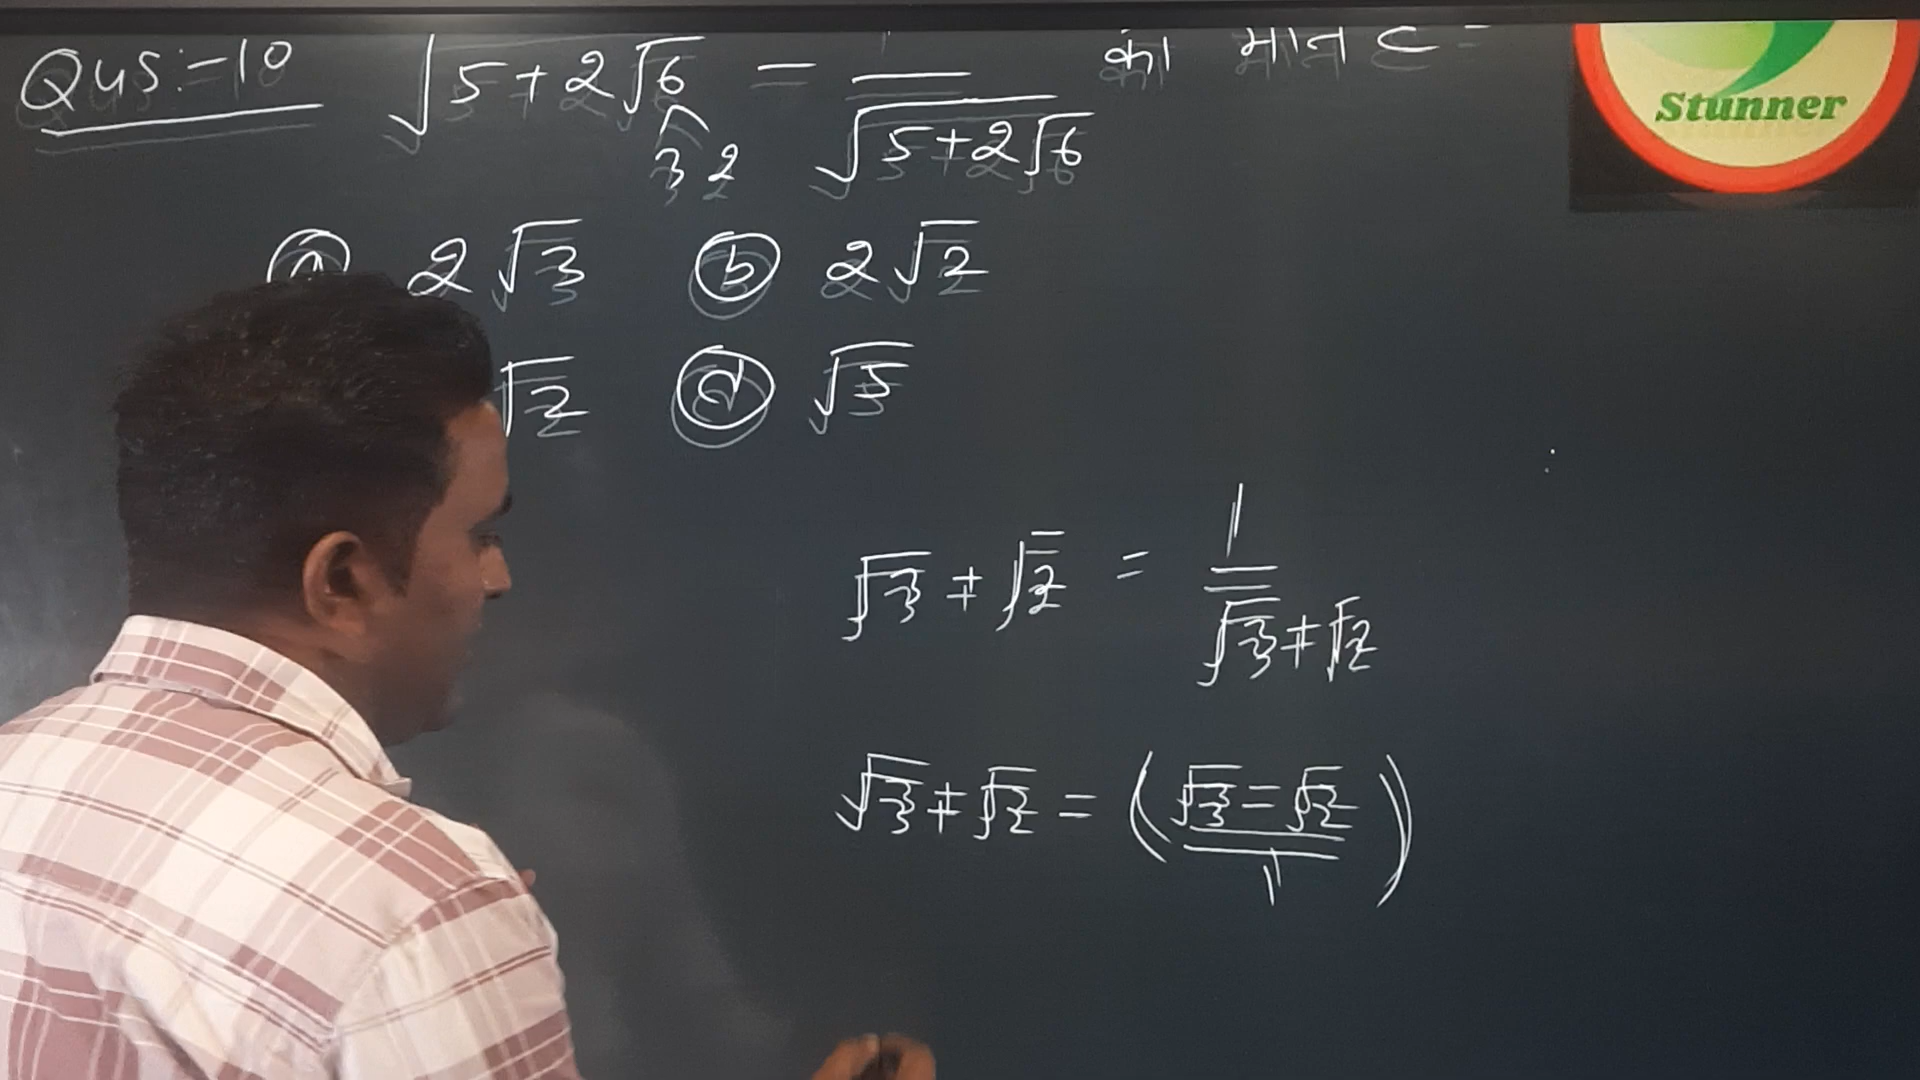 Qus:-10 √5+2√6 = 1/√5+2√6 का मान
3 2
Stunner
ⓐ 2√3 ⓑ 2√2
√2 ⓓ √5
√3+√2 = 1/√3+√2
√3+√2 = (√3=√2/1)